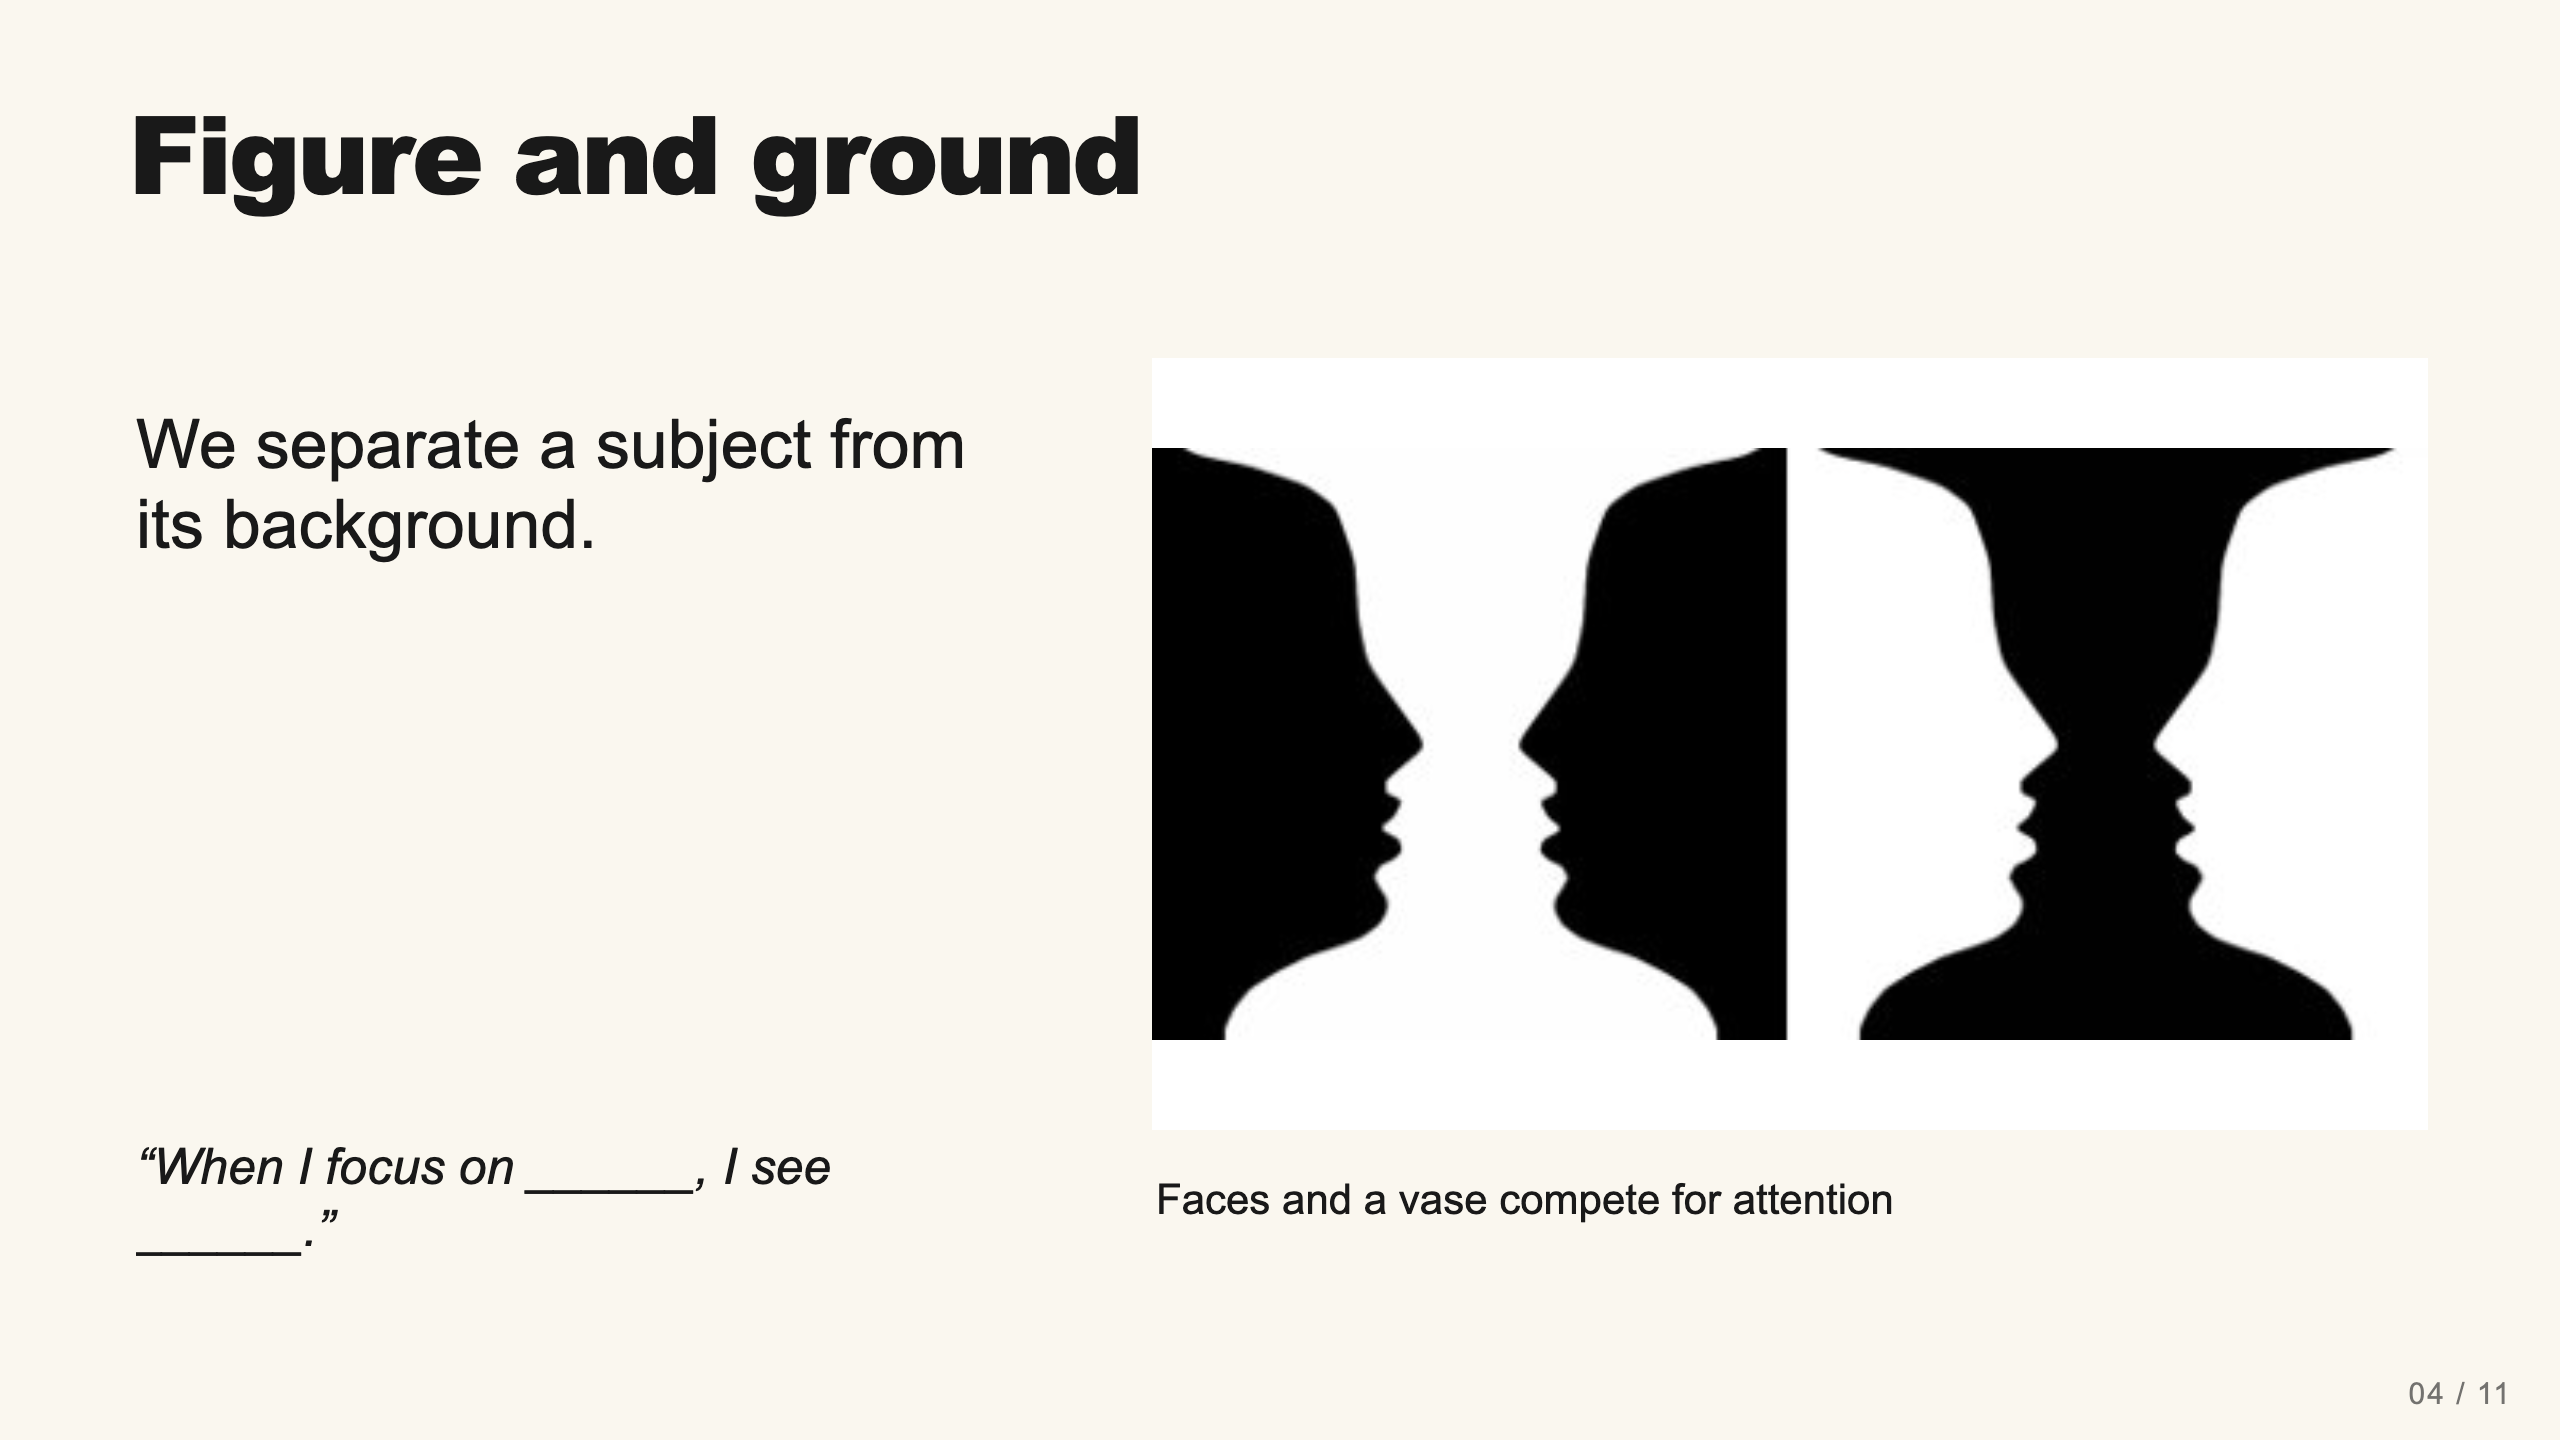 Figure and ground
We separate a subject from
its background.
“When I focus on ______, I see
______.”
Faces and a vase compete for attention
04 / 11